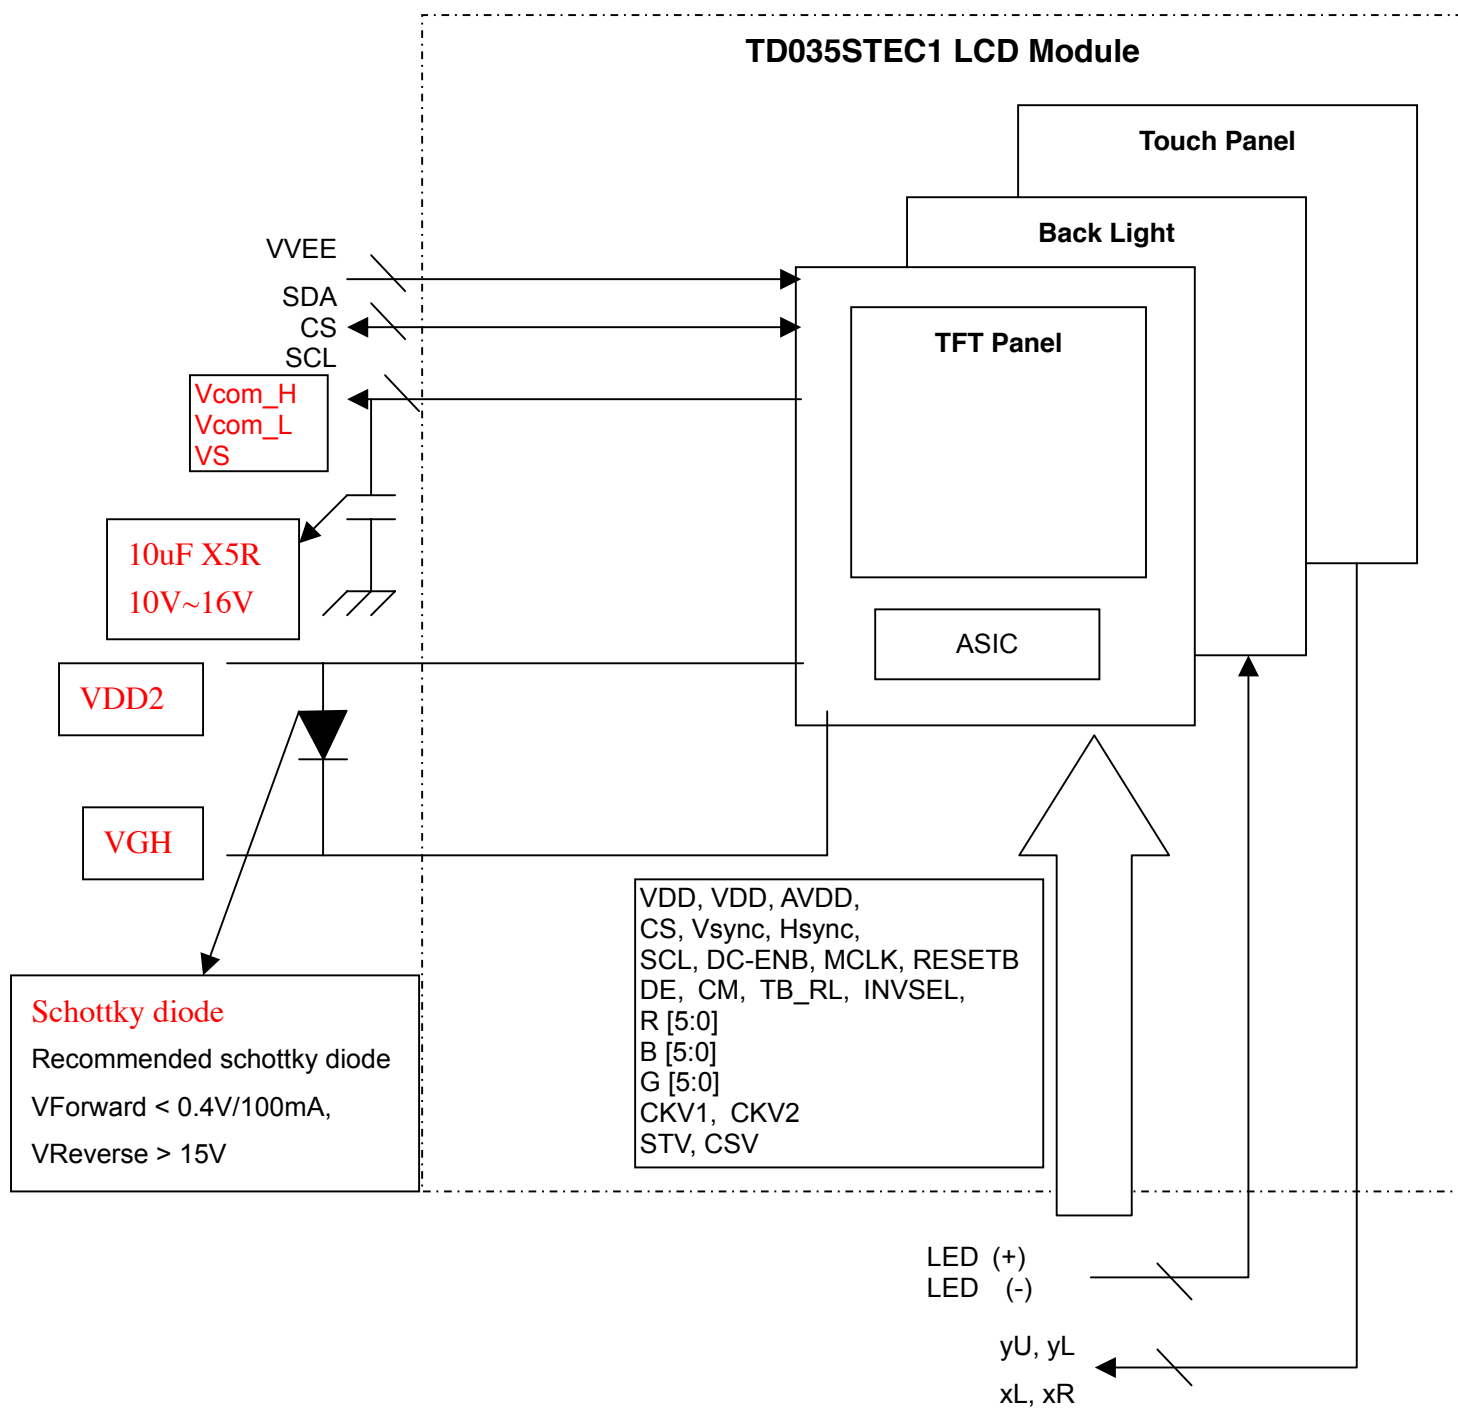 TD035STEC1 LCD Module
Touch Panel
Back Light
TFT Panel
ASIC
VVEE
SDA
CS
SCL
Vcom_H
Vcom_L
VS
10uF X5R
10V~16V
VDD2
VGH
Schottky diode
Recommended schottky diode
VForward < 0.4V/100mA,
VReverse > 15V
VDD, VDD, AVDD,
CS, Vsync, Hsync,
SCL, DC-ENB, MCLK, RESETB
DE, CM, TB_RL, INVSEL,
R [5:0]
B [5:0]
G [5:0]
CKV1, CKV2
STV, CSV
LED (+)
LED (-)
yU, yL
xL, xR